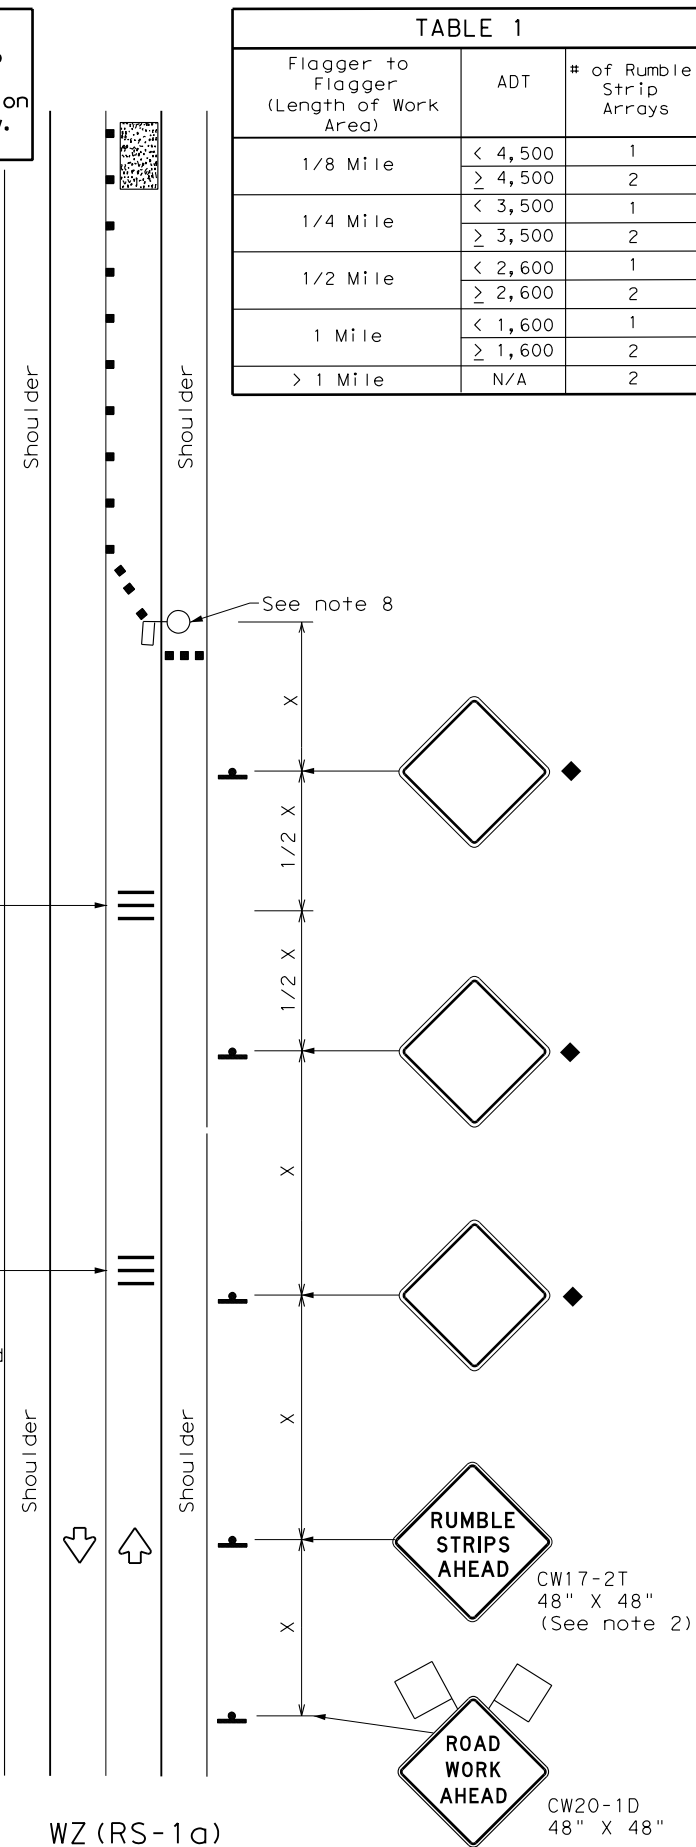 on
TABLE 1
Flagger to
Flagger
(Length of Work
Area)
ADT
# of Rumble
Strip
Arrays
1/8 Mile
< 4,500
1
≥ 4,500
2
1/4 Mile
< 3,500
1
≥ 3,500
2
1/2 Mile
< 2,600
1
≥ 2,600
2
1 Mile
< 1,600
1
≥ 1,600
2
> 1 Mile
N/A
2
Shoulder
Shoulder
See note 8
X
1/2 X
1/2 X
X
X
Shoulder
Shoulder
RUMBLE
STRIPS
AHEAD
CW17-2T
48" X 48"
(See note 2)
X
ROAD
WORK
AHEAD
CW20-1D
48" X 48"
WZ(RS-1a)